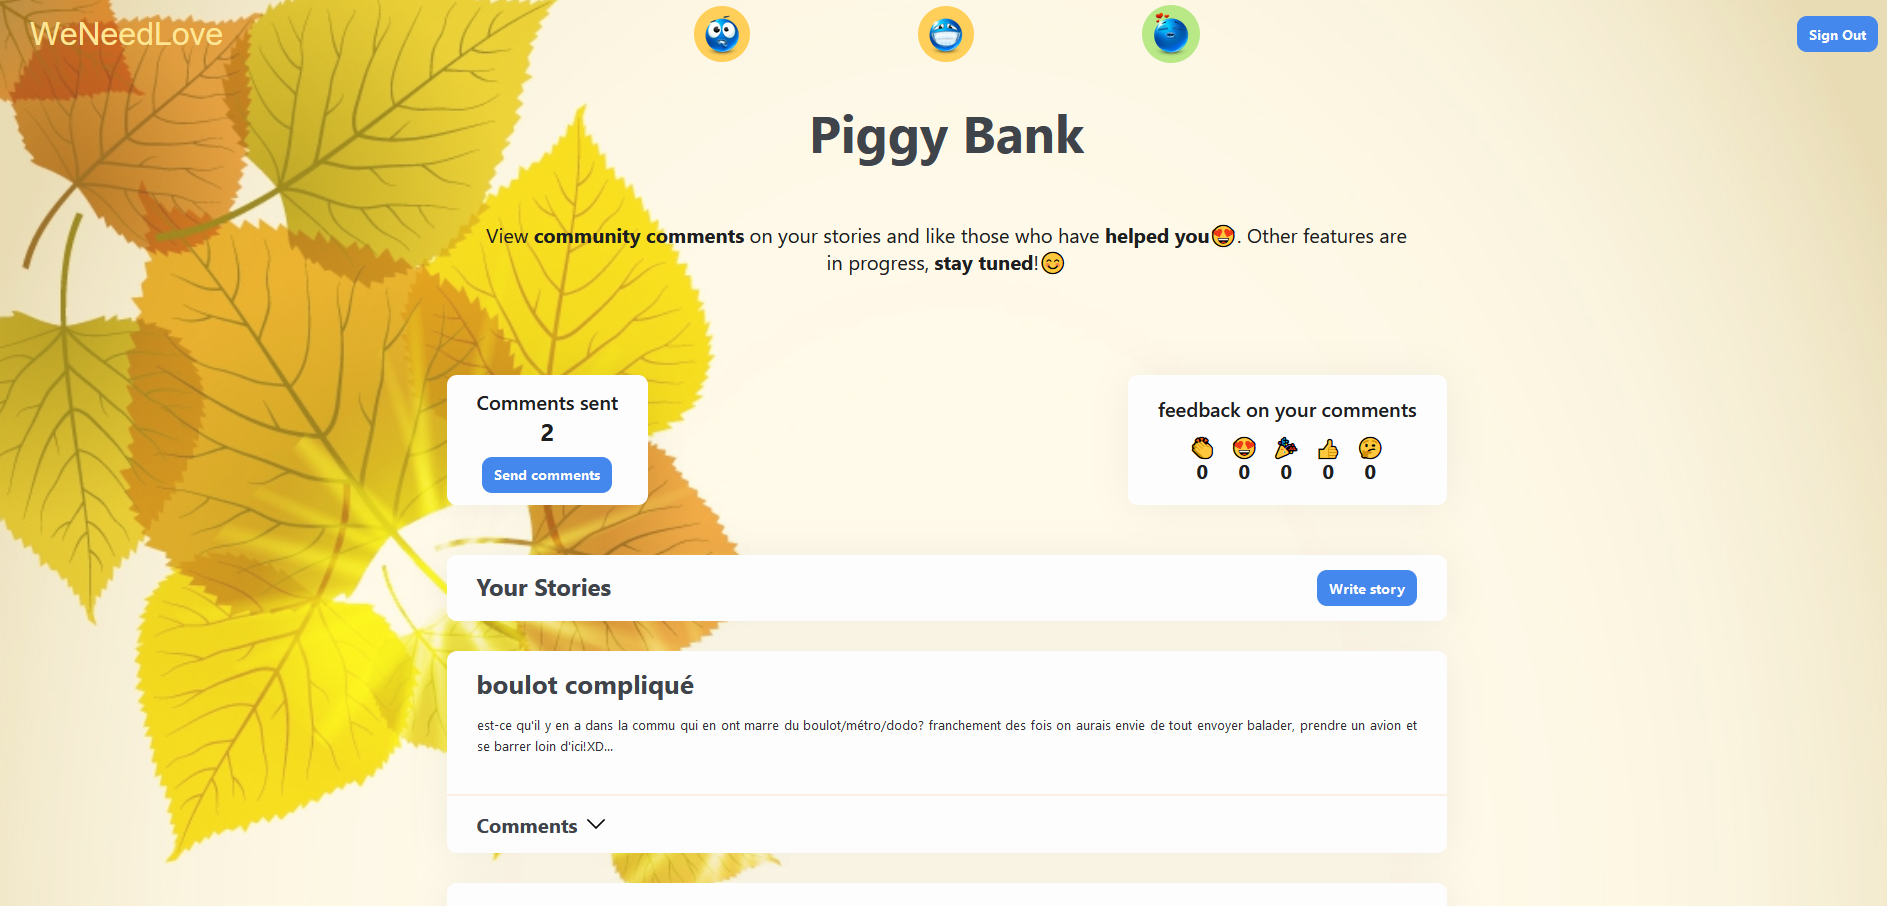 WeNeedLove
Sign Out
Piggy Bank
View community comments on your stories and like those who have helped you😍. Other features are
in progress, stay tuned!😊
Comments sent
2
Send comments
feedback on your comments
0 0 0 0 0
Your Stories
Write story
boulot compliqué
est-ce qu'il y en a dans la commu qui en ont marre du boulot/métro/dodo? franchement des fois on aurais envie de tout envoyer balader, prendre un avion et
se barrer loin d'ici!XD...
Comments